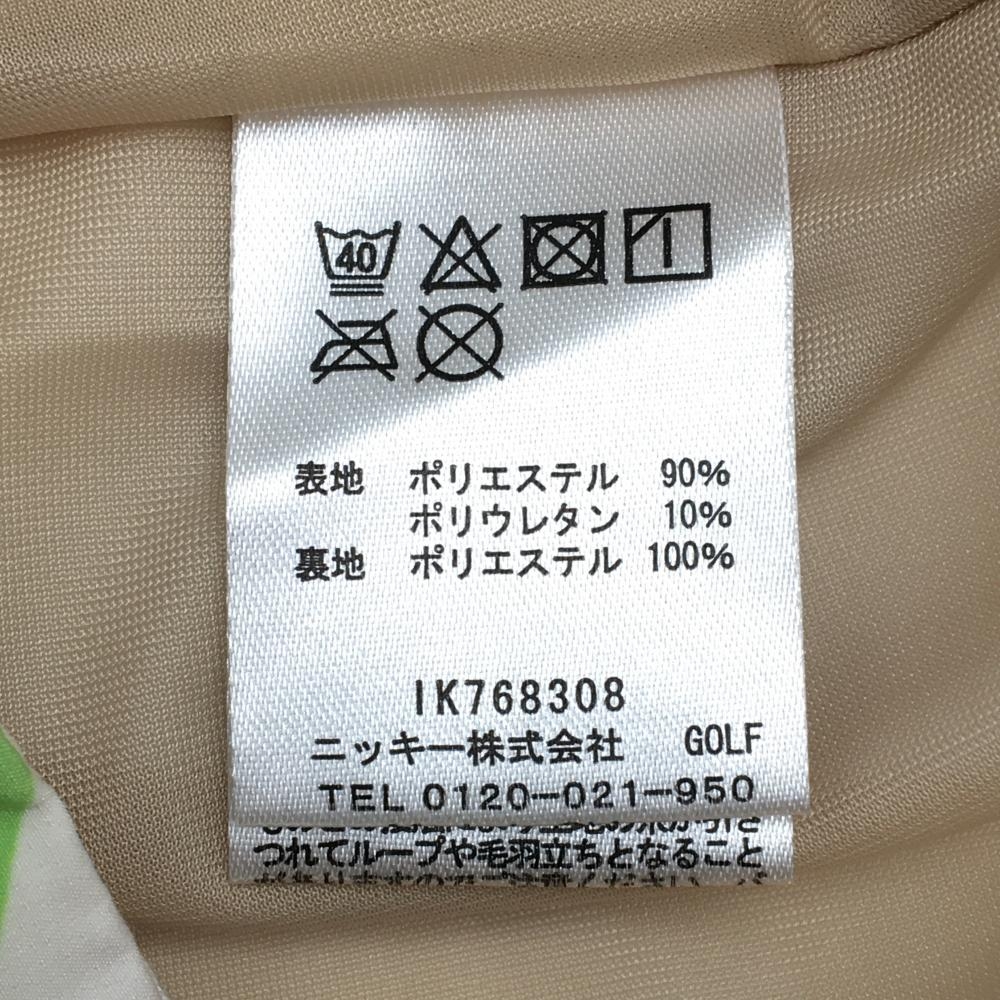 40
表地 ポリエステル 90%
ポリウレタン 10%
裏地 ポリエステル 100%
IK768308
ニッキー株式会社 GOLF
TEL 0120-021-950
つれてループや毛羽立ちとなること